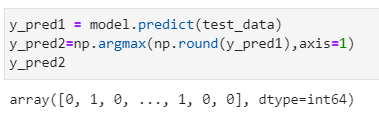 y_pred1 = model.predict(test_data)
y_pred2=np.argmax(np.round(y_pred1),axis=1)
y_pred2
array([0, 1, 0, ..., 1, 0, 0], dtype=int64)